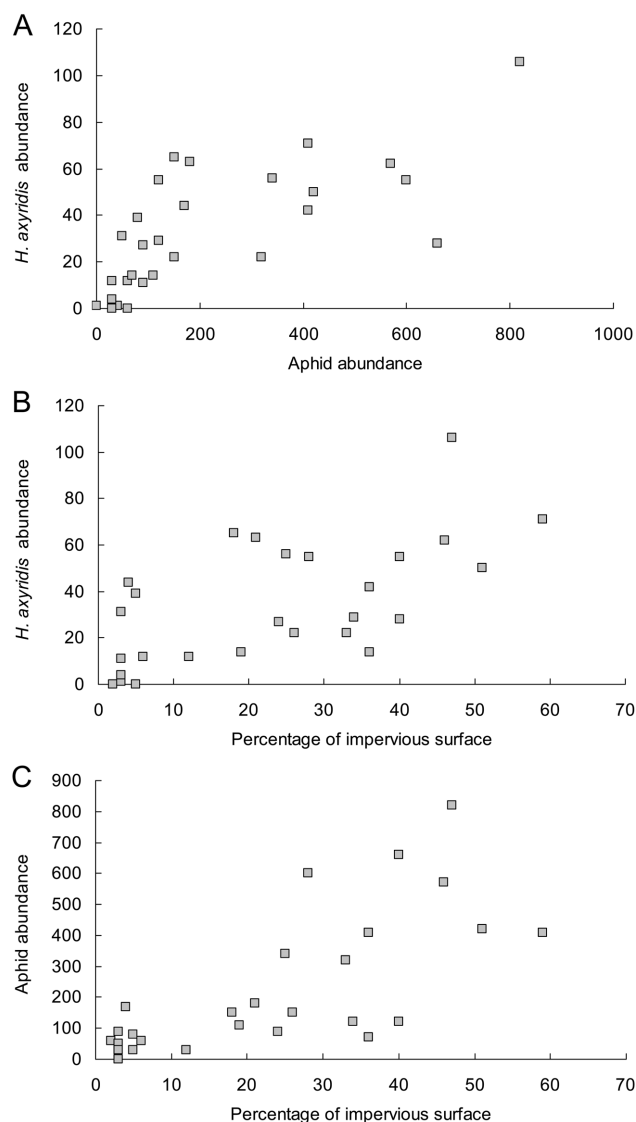 A
120
100
80
60
40
20
0
H. axyridis abundance
0 200 400 600 800 1000
Aphid abundance
B
120
100
80
60
40
20
0
H. axyridis abundance
0 10 20 30 40 50 60 70
Percentage of impervious surface
C
900
800
700
600
500
400
300
200
100
0
Aphid abundance
0 10 20 30 40 50 60 70
Percentage of impervious surface